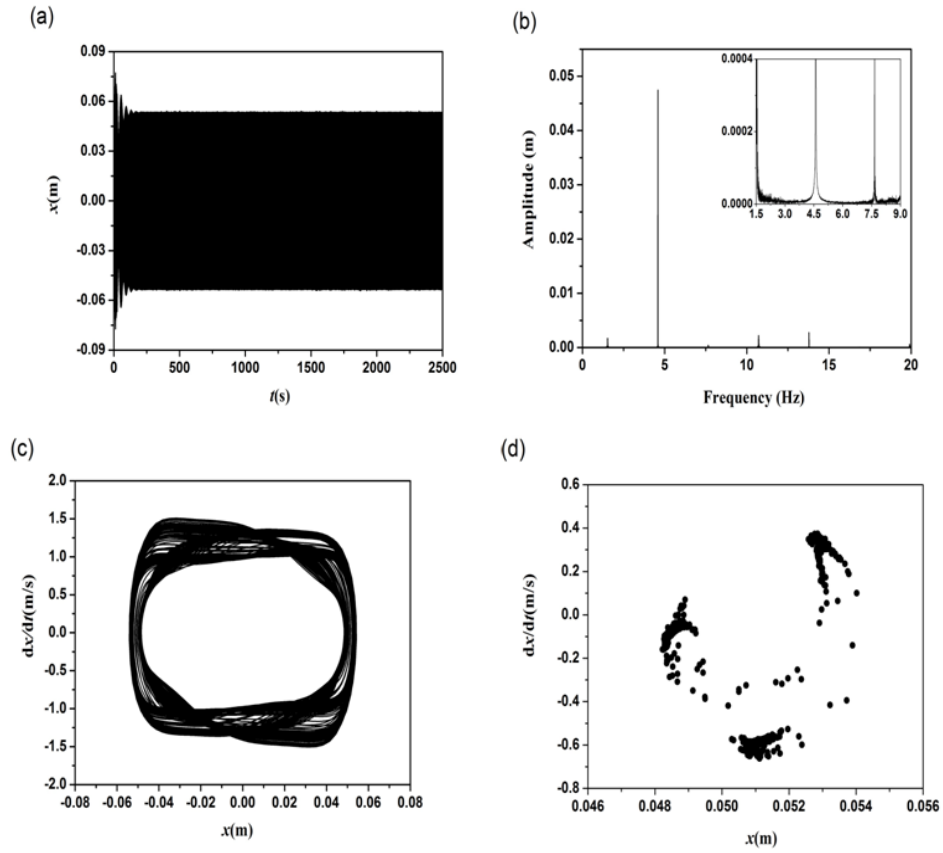 (a)
0.09
0.06
0.03
0.00
-0.03
-0.06
-0.09
x(m)
0 500 1000 1500 2000 2500
t(s)
(b)
0.05
0.04
0.03
0.02
0.01
0.00
Amplitude (m)
0 5 10 15 20
Frequency (Hz)
0.0004
0.0002
0.0000
1.5 3.0 4.5 6.0 7.5 9.0
(c)
2.0
1.5
1.0
0.5
0.0
-0.5
-1.0
-1.5
-2.0
dx/dt(m/s)
-0.08 -0.06 -0.04 -0.02 0.00 0.02 0.04 0.06 0.08
x(m)
(d)
0.6
0.4
0.2
0.0
-0.2
-0.4
-0.6
-0.8
dx/dt(m/s)
0.046 0.048 0.050 0.052 0.054 0.056
x(m)